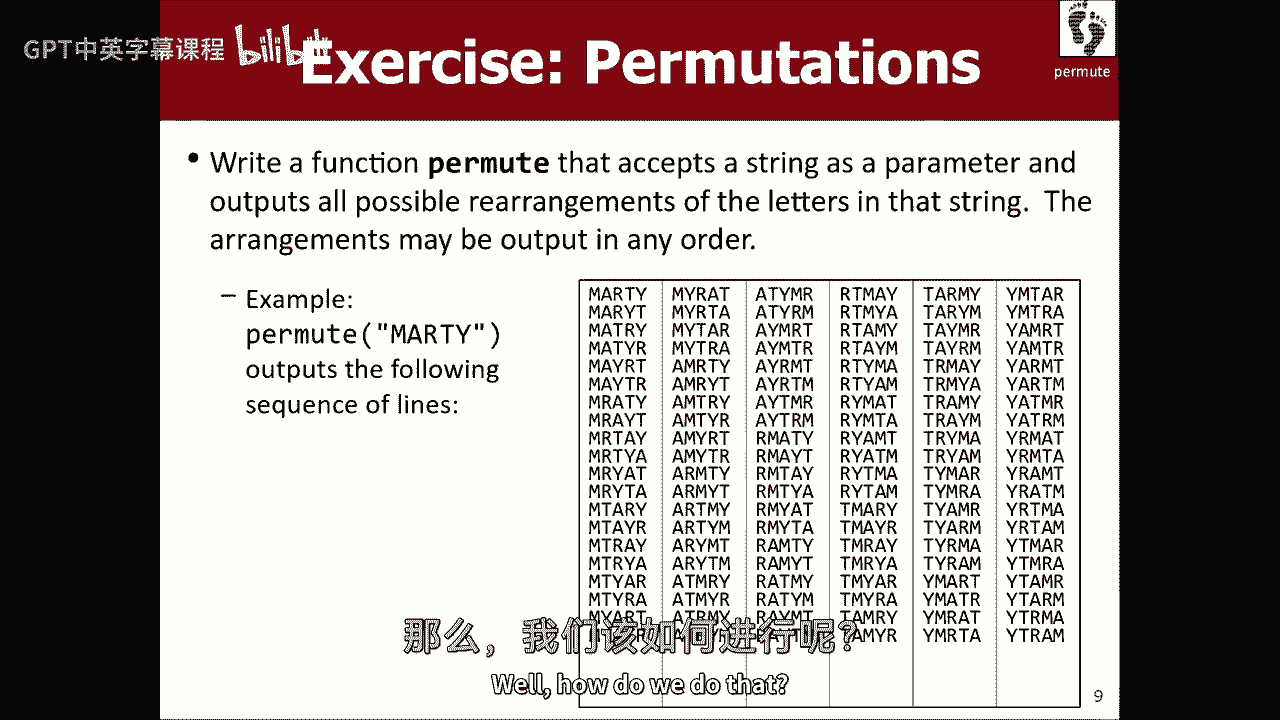 GPT中英字幕课程 bilibili
Exercise: Permutations
permute
• Write a function permute that accepts a string as a parameter and
outputs all possible rearrangements of the letters in that string. The
arrangements may be output in any order.
– Example:
permute("MARTY")
outputs the following
sequence of lines:
MARTY MYRAT ATYMR RTMAY TARMY YMTAR
MARYT MYRTA ATYRM RTMYA TARYM YMTRA
MATRY MYTAR AYMRT RTAMY TAYMR YAMRT
MATYR MYTRA AYMTR RTAYM TAYRM YAMTR
MAYRT AMRTY AYRMT RTYMA TRMAY YARMT
MAYTR AMRYT AYRTM RTYAM TRMYA YARTM
MRATY AMTRY AYTMR RYMAT TRAMY YATMR
MRAYT AMTYR AYTRM RYMTA TRAYM YATRM
MRTAY AMYRT RMATY RYAMT TRYMA YRMAT
MRTYA AMYTR RMAYT RYATM TRYAM YRMTA
MRYAT ARMTY RMTAY RYTMA TYMAR YRAMT
MRYTA ARMYT RMTYA RYTAM TYMRA YRATM
MTARY ARTMY RMYAT TMARY TYAMR YRTMA
MTAYR ARTYM RMYTA TMAYR TYARM YRTAM
MTRAY ARYMT RAMTY TMRAY TYRMA YTMAR
MTRYA ARYTM RAMYT TMRYA TYRAM YTMRA
MTYAR ATMRY RATMY TMYAR YMART YTAMR
MTYRA ATMYR RATYM TMYRA YMATR YTARM
MYART ATRMY RAYMT TAMRY YMRAT YTRMA
YMRTA YTRAM
那么，我们该如何进行呢？
Well, how do we do that?
9